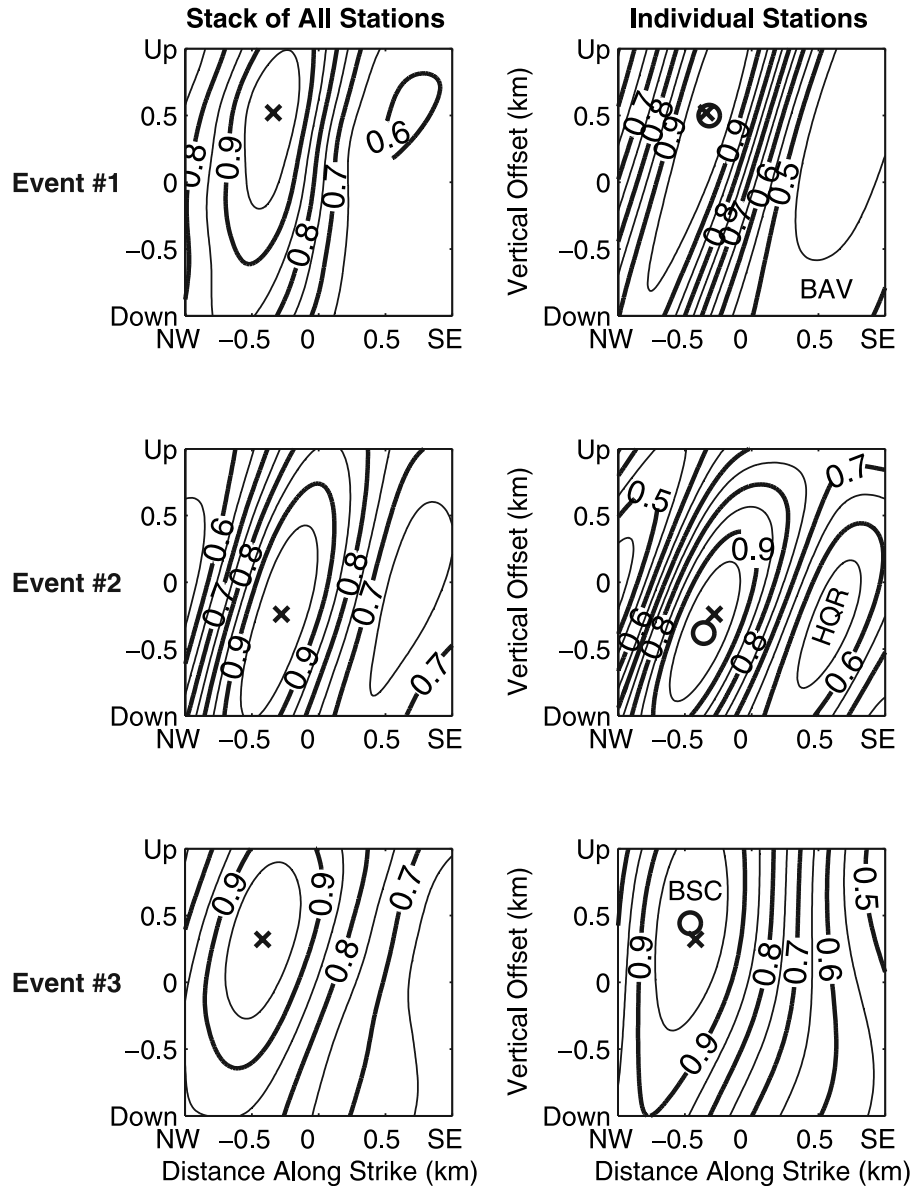 Stack of All Stations
Individual Stations
Event #1
Up
0.5
0
−0.5
Down
NW −0.5 0 0.5 SE
0.8
0.9
0.8
0.7
0.6
Vertical Offset (km)
Up
0.5
0
−0.5
Down
NW −0.5 0 0.5 SE
0.7
0.8
0.9
0.9
0.8
0.7
0.6
0.5
BAV
Event #2
Up
0.5
0
−0.5
Down
NW −0.5 0 0.5 SE
0.6
0.7
0.8
0.9
0.9
0.8
0.7
0.7
Vertical Offset (km)
Up
0.5
0
−0.5
Down
NW −0.5 0 0.5 SE
0.5
0.6
0.8
0.9
0.8
0.7
0.6
HQR
Event #3
Up
0.5
0
−0.5
Down
NW −0.5 0 0.5 SE
Distance Along Strike (km)
0.9
0.9
0.8
0.7
Vertical Offset (km)
Up
0.5
0
−0.5
Down
NW −0.5 0 0.5 SE
Distance Along Strike (km)
BSC
0.9
0.9
0.8
0.7
0.6
0.5